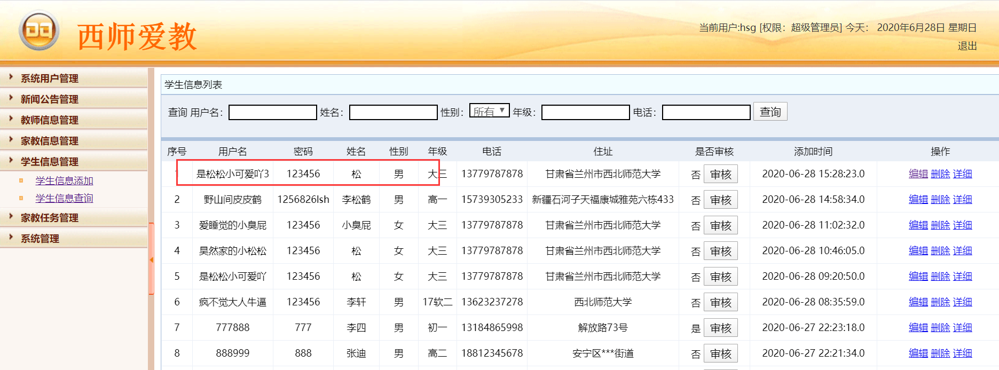 西师爱教
当前用户:hsg [权限：超级管理员] 今天： 2020年6月28日 星期日
退出
系统用户管理
新闻公告管理
教师信息管理
家教信息管理
学生信息管理
学生信息添加
学生信息查询
家教任务管理
系统管理
学生信息列表
查询 用户名： 姓名： 性别： 所有 年级： 电话： 查询
序号 用户名 密码 姓名 性别 年级 电话 住址 是否审核 添加时间 操作
1 是松松小可爱吖3 123456 松 男 大三 13779787878 甘肃省兰州市西北师范大学 否 审核 2020-06-28 15:28:23.0 编辑 删除 详细
2 野山间皮皮鹤 1256826lsh 李松鹤 男 高一 15739305233 新疆石河子天福康城雅苑六栋433 否 审核 2020-06-28 14:58:34.0 编辑 删除 详细
3 爱睡觉的小臭屁 123456 小臭屁 女 大三 13779787878 甘肃省兰州市西北师范大学 否 审核 2020-06-28 11:02:32.0 编辑 删除 详细
4 昊然家的小松松 123456 松 女 大三 13779787878 甘肃省兰州市西北师范大学 否 审核 2020-06-28 10:46:05.0 编辑 删除 详细
5 是松松小可爱吖 123456 松 女 大三 13779787878 甘肃省兰州市西北师范大学 否 审核 2020-06-28 09:20:50.0 编辑 删除 详细
6 疯不觉大人牛逼 123456 李轩 男 17软二 13623237278 西北师范大学 否 审核 2020-06-28 08:35:59.0 编辑 删除 详细
7 777888 777 李四 男 初一 13184865998 解放路73号 是 审核 2020-06-27 22:23:18.0 编辑 删除 详细
8 888999 888 张迪 男 高二 18812345678 安宁区***街道 否 审核 2020-06-27 22:21:34.0 编辑 删除 详细